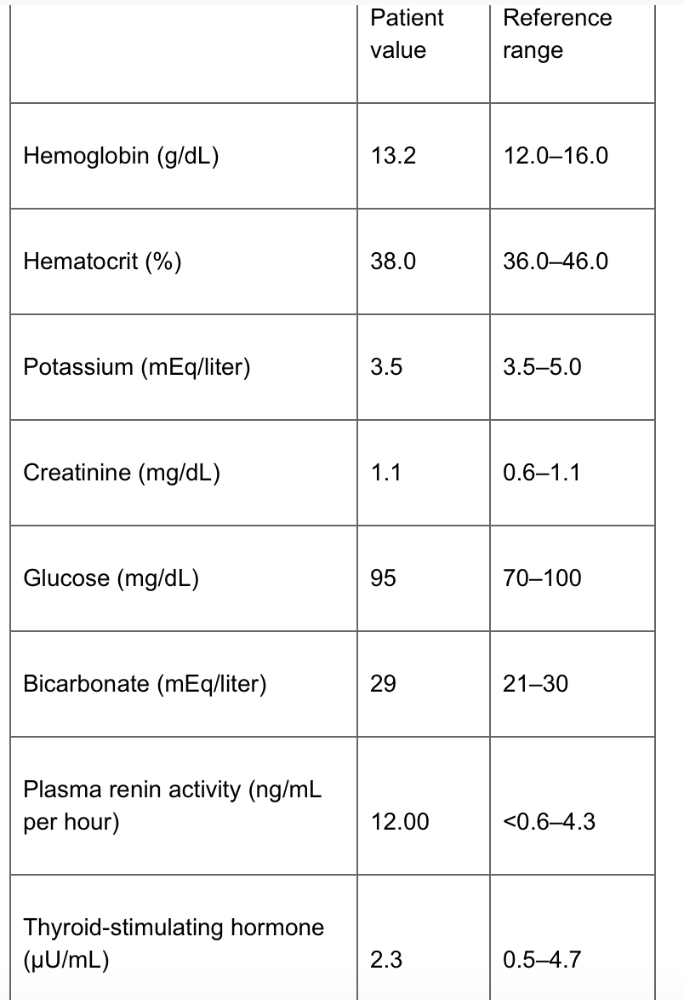 Patient value
Reference range
Hemoglobin (g/dL) 13.2 12.0–16.0
Hematocrit (%) 38.0 36.0–46.0
Potassium (mEq/liter) 3.5 3.5–5.0
Creatinine (mg/dL) 1.1 0.6–1.1
Glucose (mg/dL) 95 70–100
Bicarbonate (mEq/liter) 29 21–30
Plasma renin activity (ng/mL
per hour) 12.00 <0.6–4.3
Thyroid-stimulating hormone
(μU/mL) 2.3 0.5–4.7